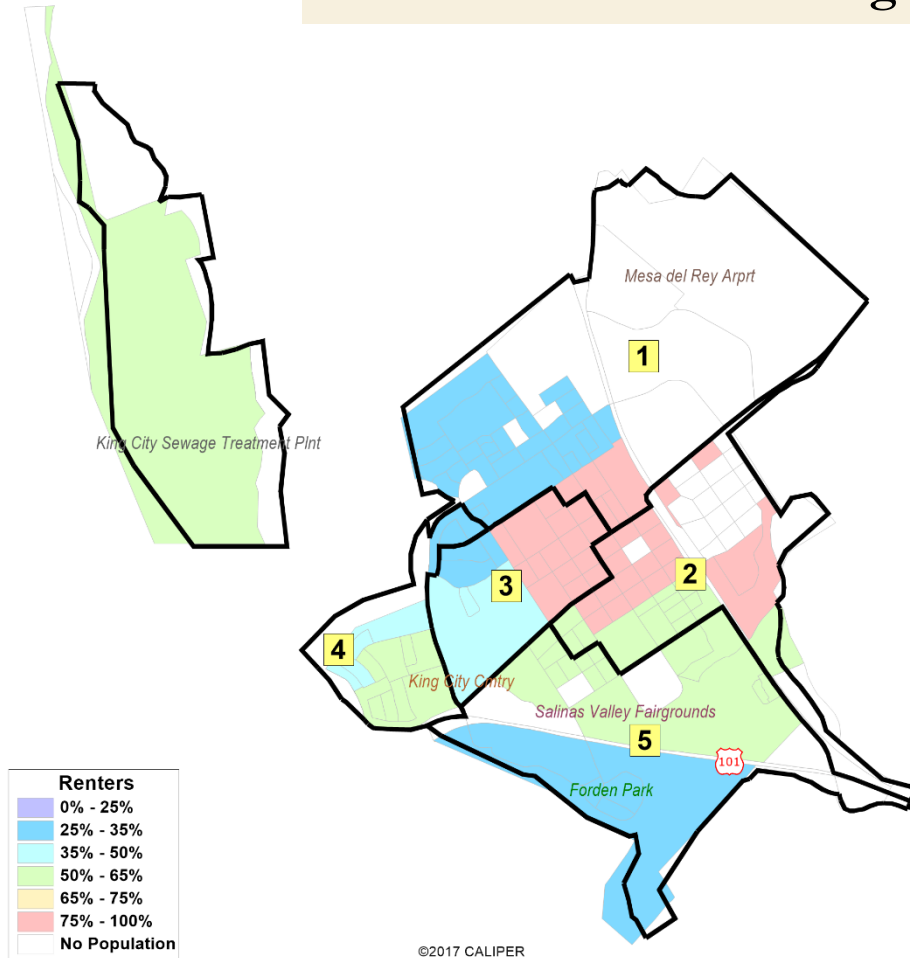 g
Mesa del Rey Arprt
1
King City Sewage Treatment Plnt
2
3
4
King City Cmtry
Salinas Valley Fairgrounds
5
101
Forden Park
Renters
0% - 25%
25% - 35%
35% - 50%
50% - 65%
65% - 75%
75% - 100%
No Population
©2017 CALIPER